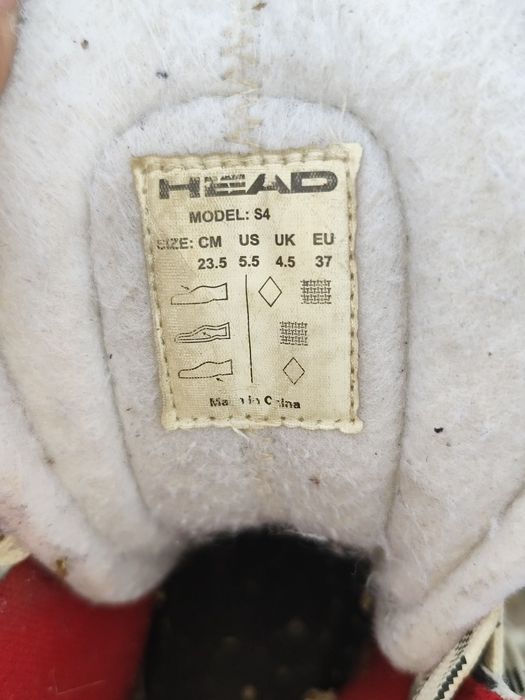 HEAD
MODEL: S4
SIZE: CM US UK EU
23.5 5.5 4.5 37
Made in China